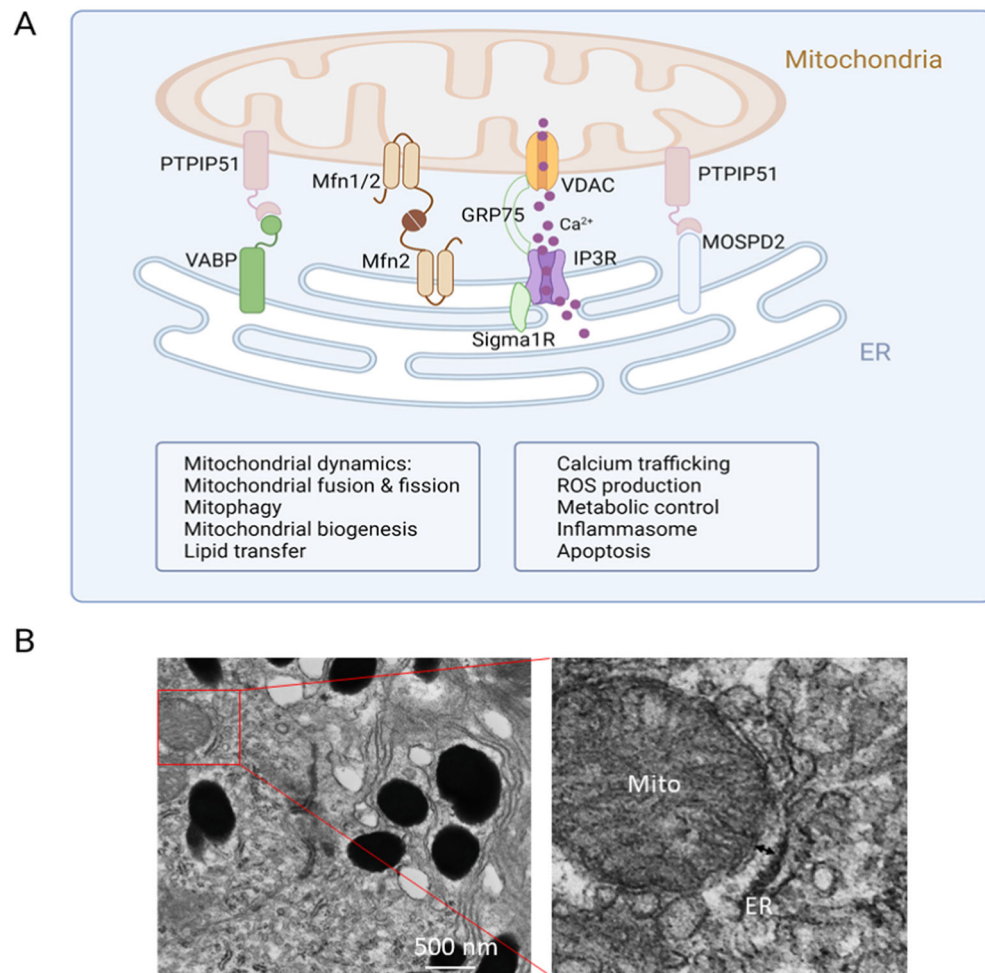 A
Mitochondria
PTPIP51
Mfn1/2
GRP75
VDAC
PTPIP51
Ca²⁺
VABP
Mfn2
IP3R
MOSPD2
Sigma1R
ER
Mitochondrial dynamics:
Mitochondrial fusion & fission
Mitophagy
Mitochondrial biogenesis
Lipid transfer
Calcium trafficking
ROS production
Metabolic control
Inflammasome
Apoptosis
B
500 nm
Mito
ER